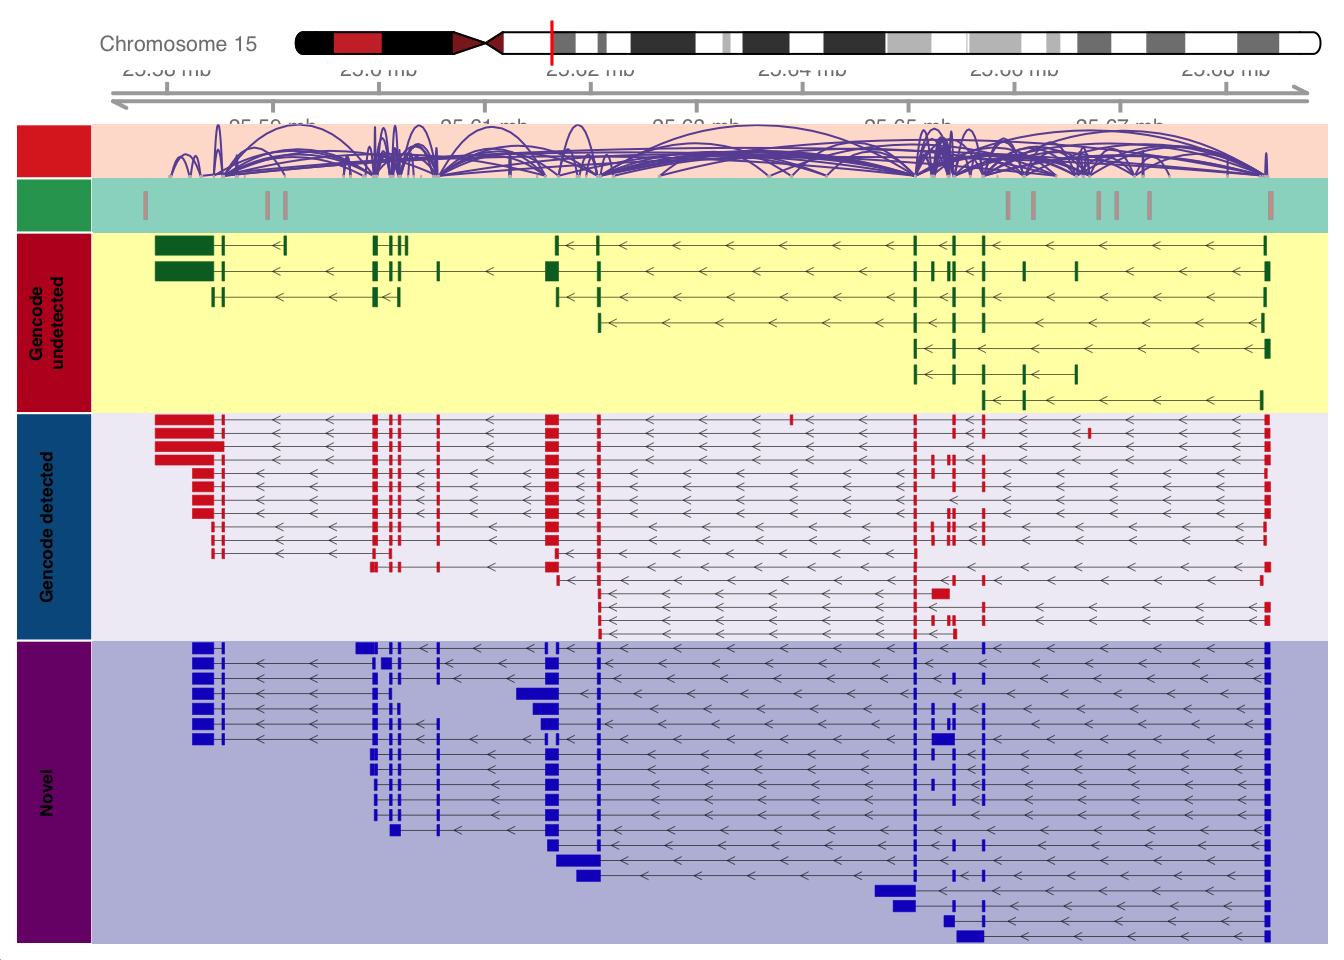 Chromosome 15
25.58 mb 25.6 mb 25.62 mb 25.64 mb 25.66 mb 25.68 mb
25.59 mb 25.61 mb 25.63 mb 25.65 mb 25.67 mb
Gencode
undetected
Gencode detected
Novel